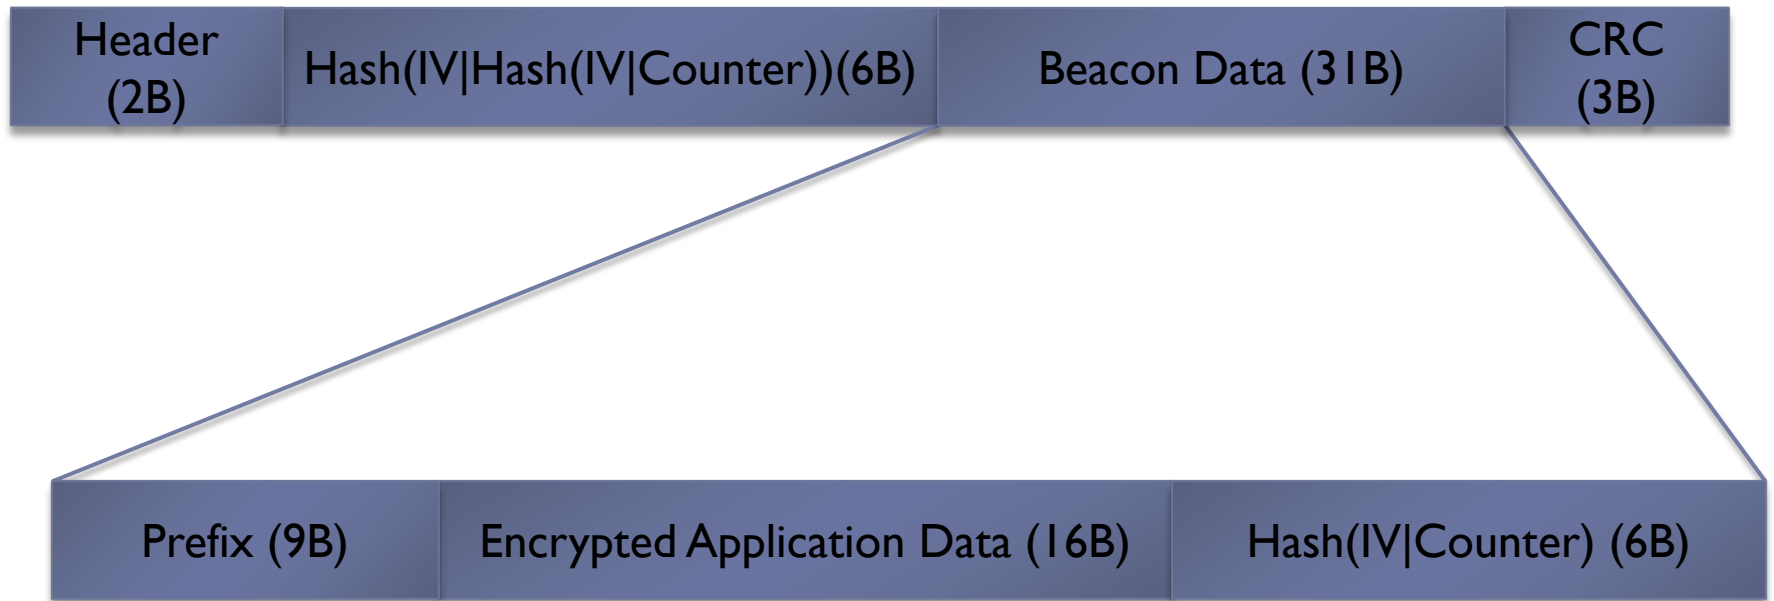 Header
(2B)
Hash(IV|Hash(IV|Counter))(6B)
Beacon Data (31B)
CRC
(3B)
Prefix (9B)
Encrypted Application Data (16B)
Hash(IV|Counter) (6B)